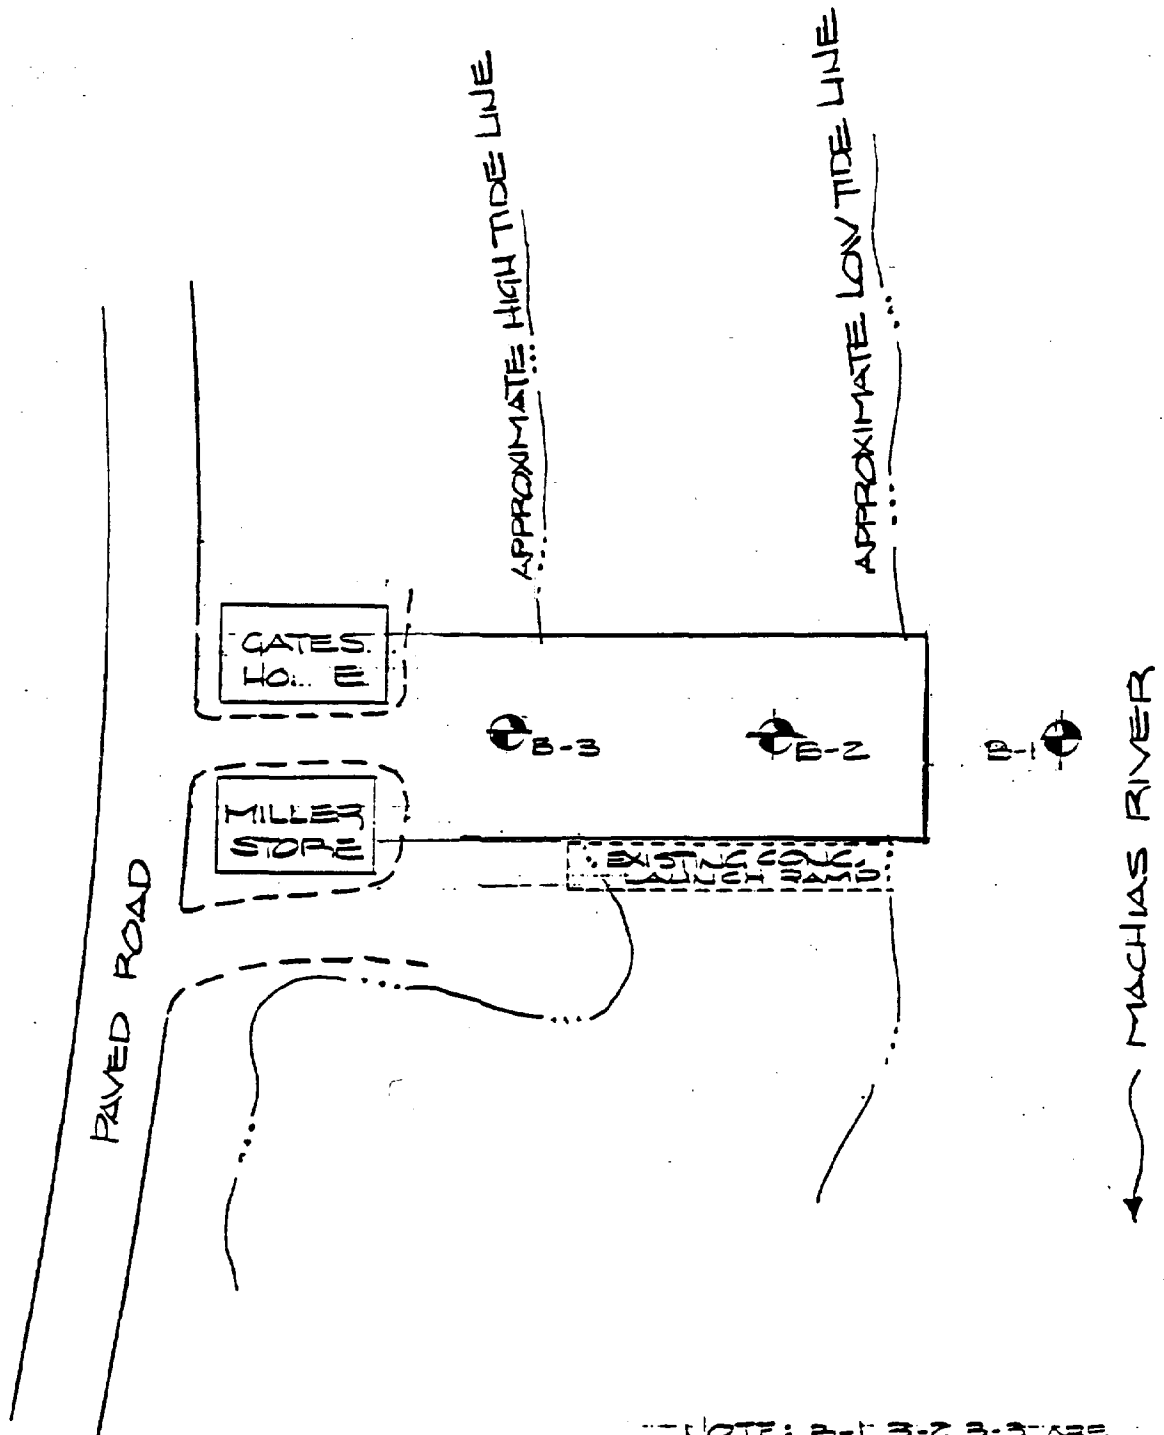 APPROXIMATE HIGH TIDE LINE
APPROXIMATE LOW TIDE LINE
GATES
MILLER
STORE
B-3
B-2
B-1
EXISTING CONC.
LAUNCH RAMP
PAVED ROAD
MACHIAS RIVER
NOTE: B-1 B-2 B-3 ARE